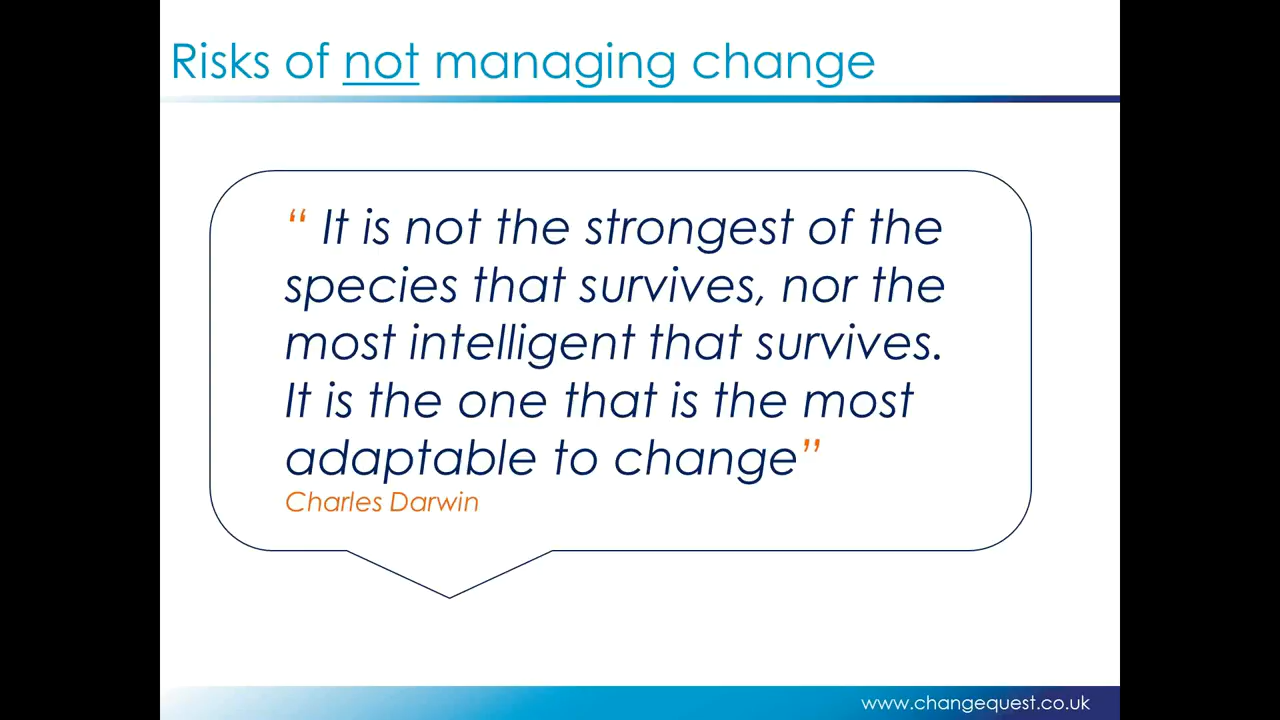 Risks of not managing change
“ It is not the strongest of the
species that survives, nor the
most intelligent that survives.
It is the one that is the most
adaptable to change”
Charles Darwin
www.changequest.co.uk